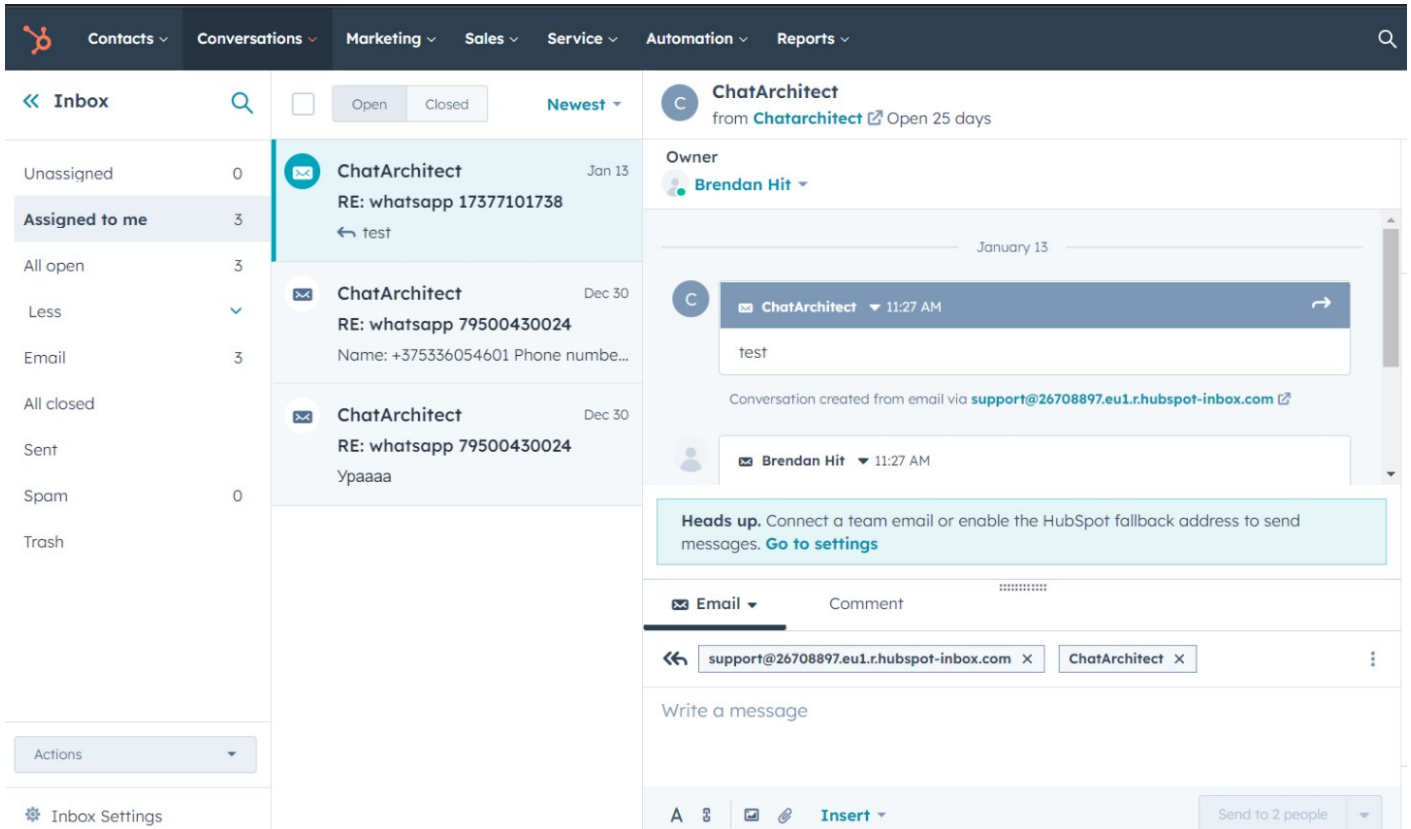 Contacts Conversations Marketing Sales Service Automation Reports
Inbox
Unassigned 0
Assigned to me 3
All open 3
Less
Email 3
All closed
Sent
Spam 0
Trash
Actions
Inbox Settings
Open Closed Newest
ChatArchitect Jan 13
RE: whatsapp 17377101738
test
ChatArchitect Dec 30
RE: whatsapp 79500430024
Name: +375336054601 Phone numbe...
ChatArchitect Dec 30
RE: whatsapp 79500430024
Ураааа
C
ChatArchitect
from Chatarchitect Open 25 days
Owner
Brendan Hit
January 13
C
ChatArchitect 11:27 AM
test
Conversation created from email via support@26708897.eu1.r.hubspot-inbox.com
Brendan Hit 11:27 AM
Heads up. Connect a team email or enable the HubSpot fallback address to send
messages. Go to settings
Email Comment
support@26708897.eu1.r.hubspot-inbox.com ChatArchitect
Write a message
A Insert Send to 2 people